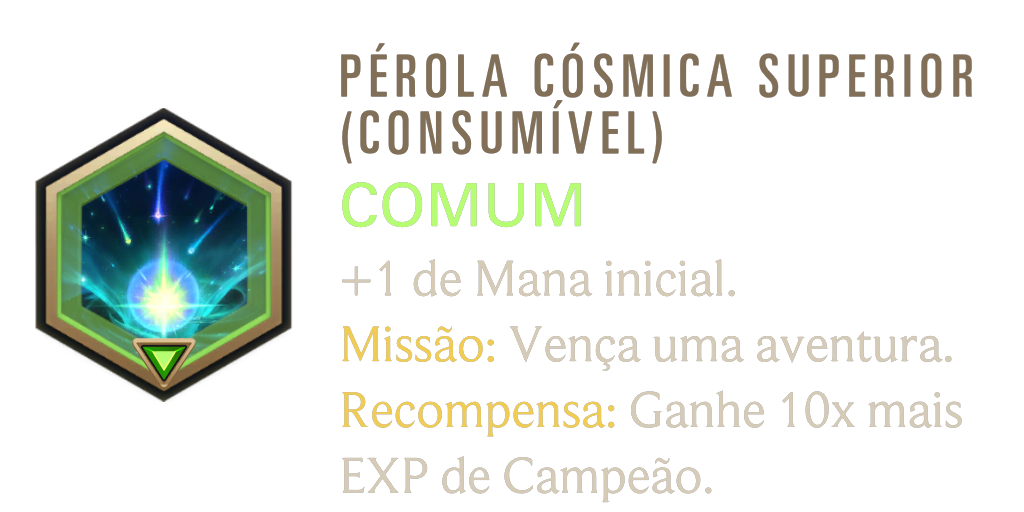 PÉROLA CÓSMICA SUPERIOR
(CONSUMÍVEL)
COMUM
+1 de Mana inicial.
Missão: Vença uma aventura.
Recompensa: Ganhe 10x mais
EXP de Campeão.